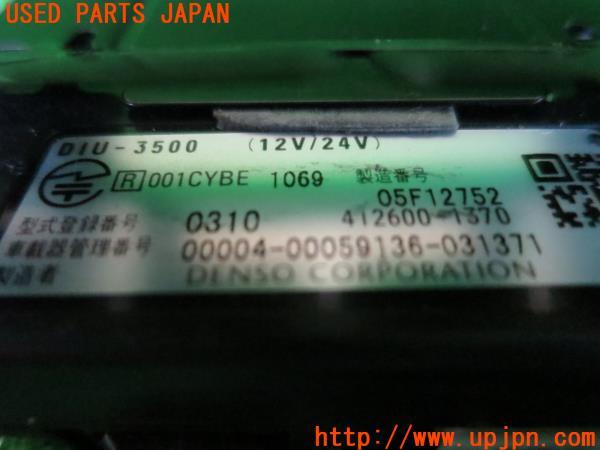 USED PARTS JAPAN
DIU-3500 (12V/24V)
R 001CYBE 1069 製造番号
05F12752
型式登録番号 0310 412600-1370
車載器管理番号 00004-00059136-031371
製造者 DENSO CORPORATION
UPJ
http://www.upjpn.com